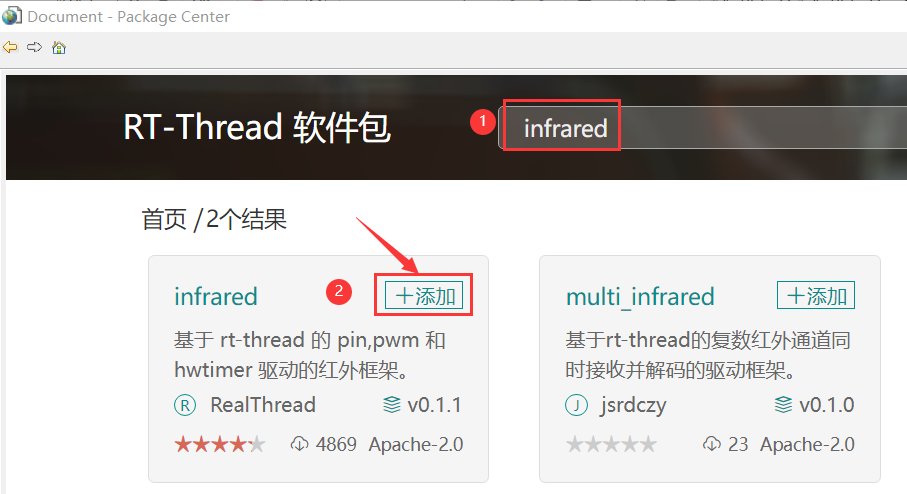 Document - Package Center
RT-Thread 软件包
1
infrared
首页 / 2个结果
infrared
2
＋添加
基于 rt-thread 的 pin,pwm 和
hwtimer 驱动的红外框架。
R RealThread v0.1.1
4869 Apache-2.0
multi_infrared
＋添加
基于rt-thread的复数红外通道同
时接收并解码的驱动框架。
J jsrdczy v0.1.0
23 Apache-2.0